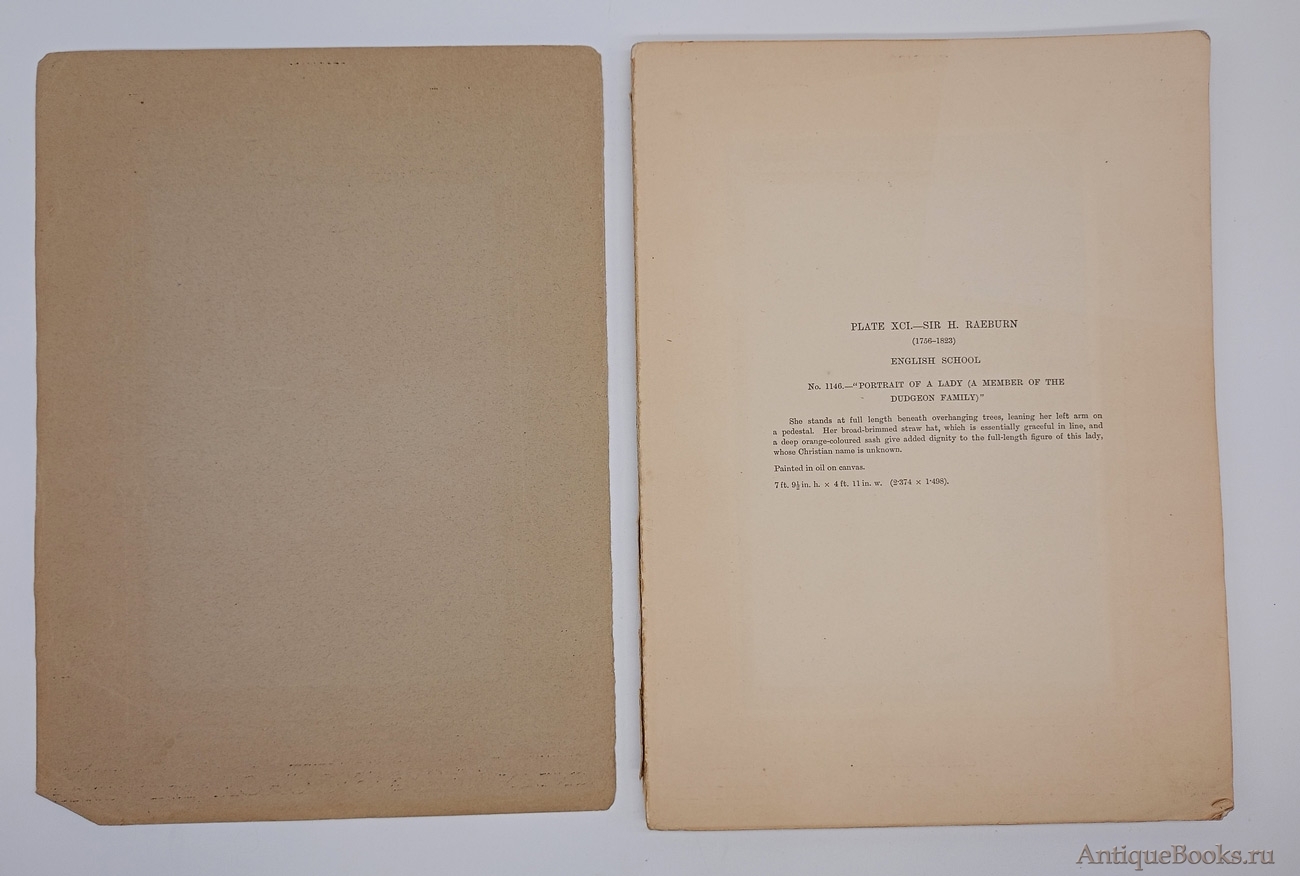 PLATE XCI.—SIR H. RAEBURN
(1756–1823)
ENGLISH SCHOOL
No. 1146.—"PORTRAIT OF A LADY (A MEMBER OF THE
DUDGEON FAMILY)"
She stands at full length beneath overhanging trees, leaning her left arm on
a pedestal. Her broad-brimmed straw hat, which is essentially graceful in line, and
a deep orange-coloured sash give added dignity to the full-length figure of this lady,
whose Christian name is unknown.
Painted in oil on canvas.
7 ft. 9½ in. h. × 4 ft. 11 in. w. (2·374 × 1·498).
AntiqueBooks.ru